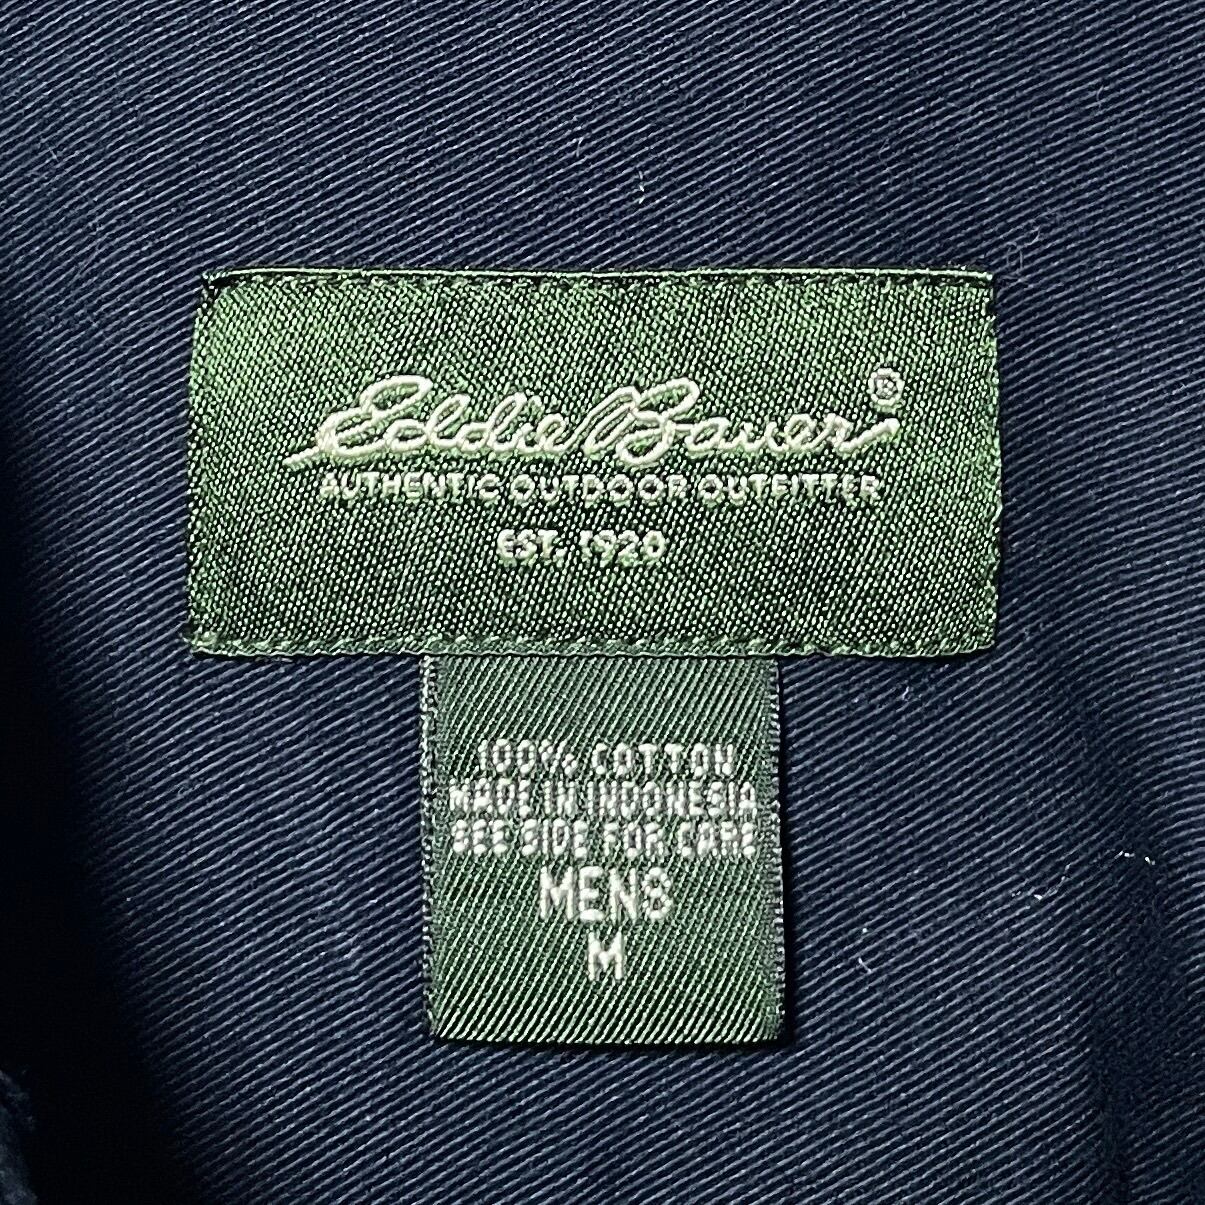 Eddie Bauer®
AUTHENTIC OUTDOOR OUTFITTER
EST. 1920
100% COTTON
MADE IN INDONESIA
SEE SIDE FOR CARE
MENS
M